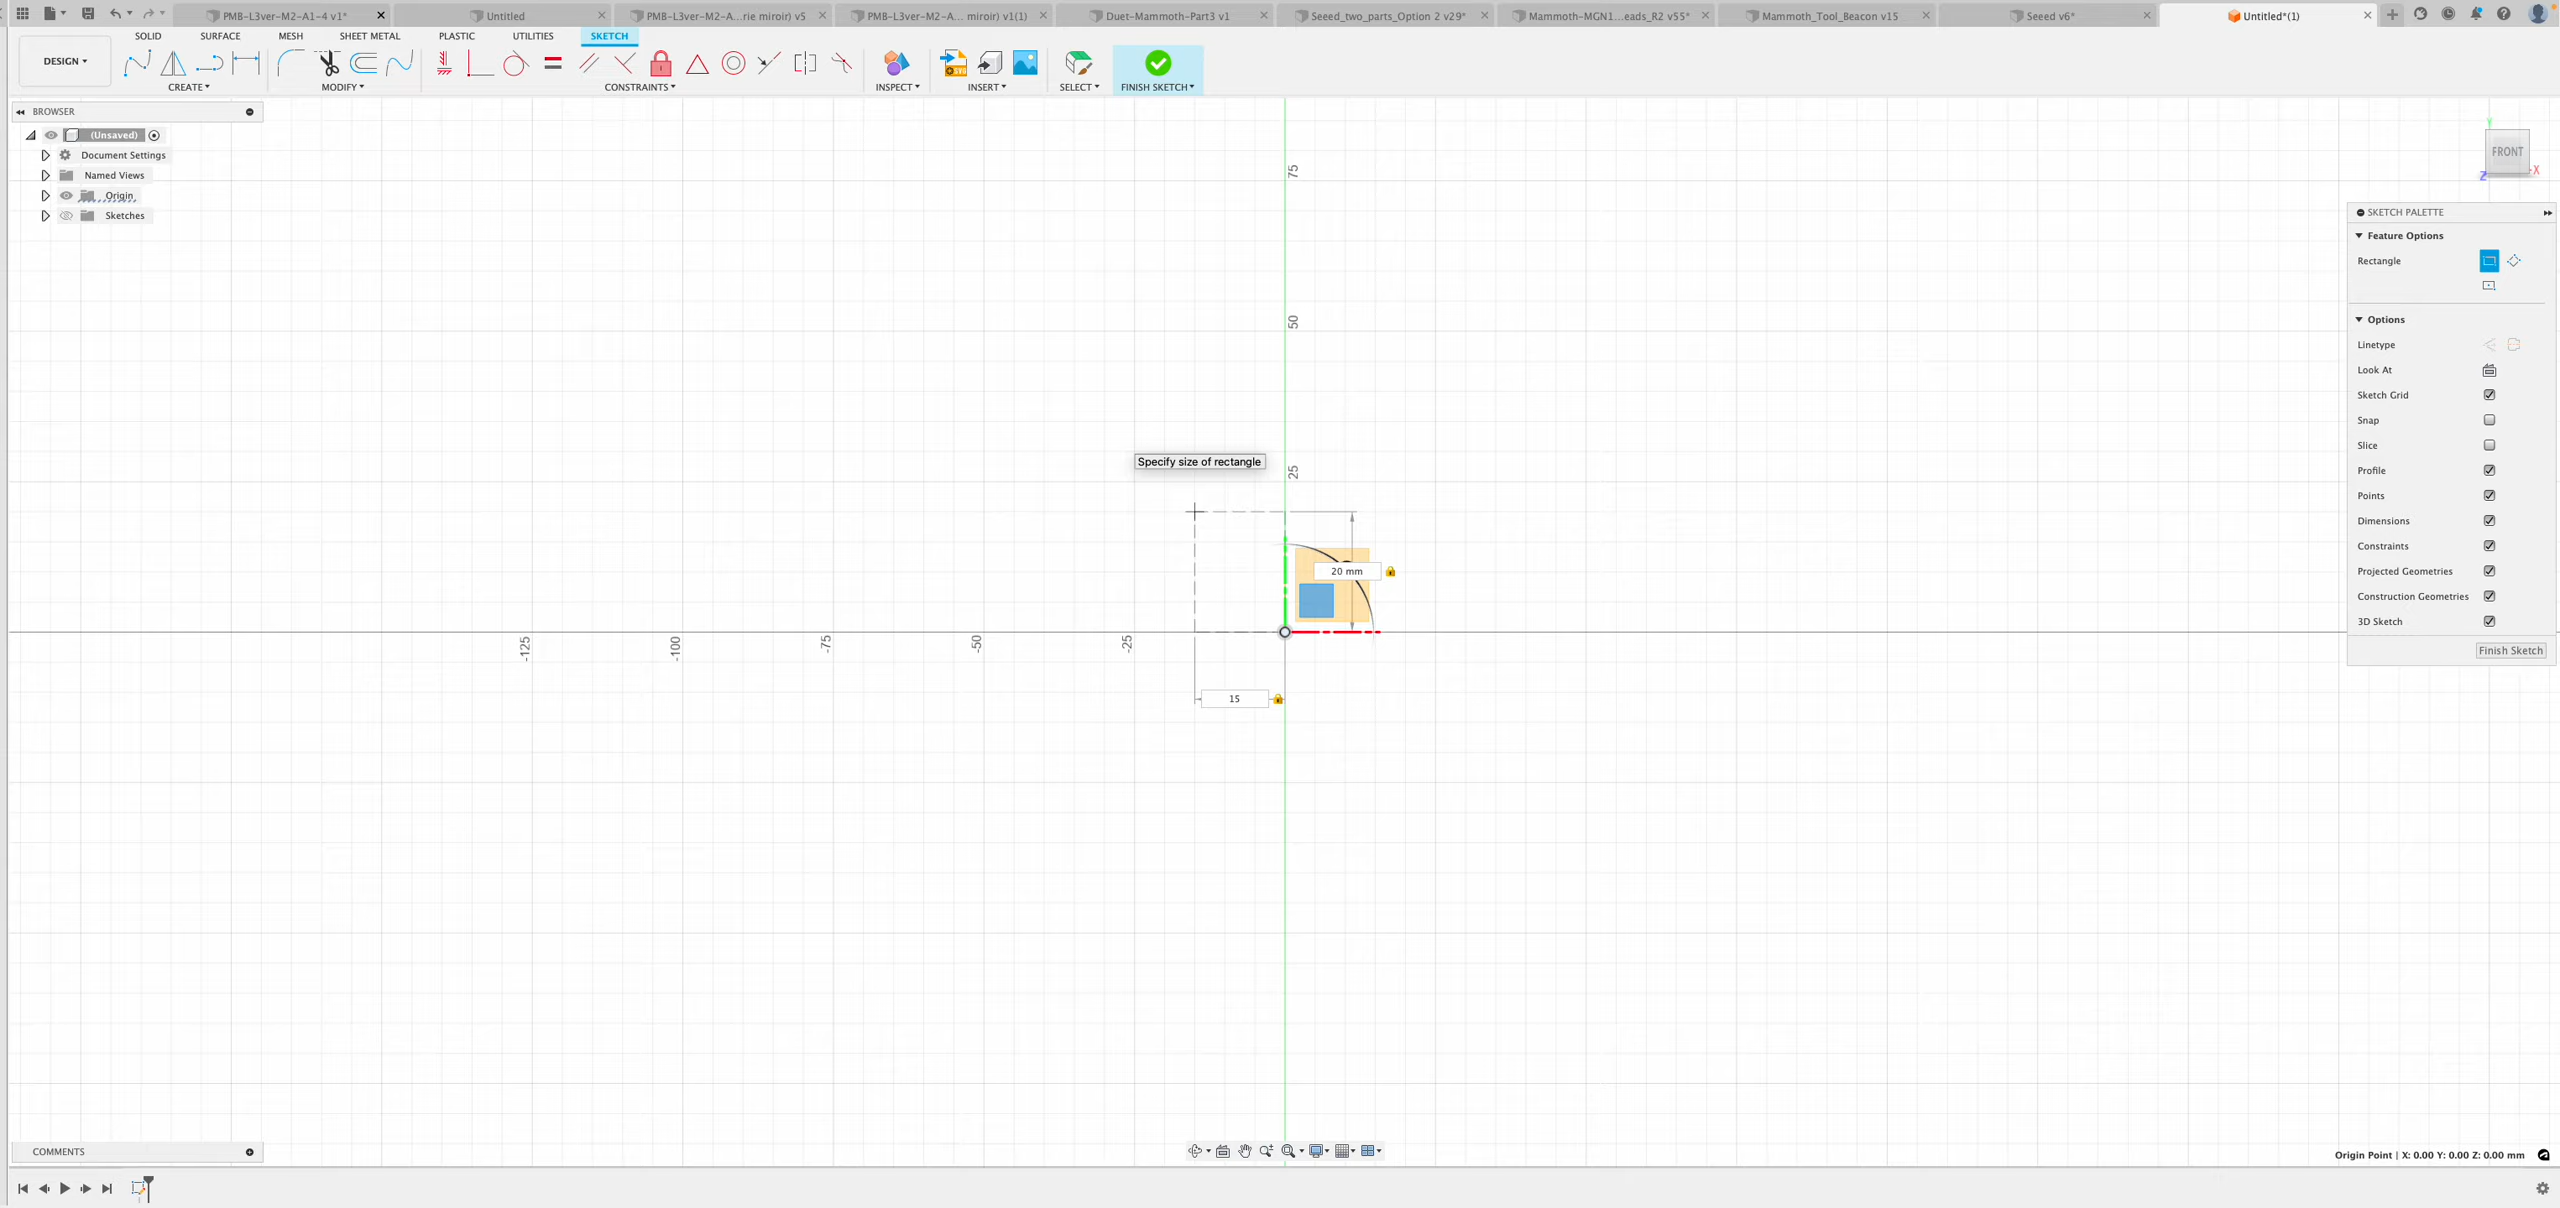 PMB-L3ver-M2-A1-4 v1*
Untitled
PMB-L3ver-M2-A...rie miroir) v5
PMB-L3ver-M2-A... miroir) v1(1)
Duet-Mammoth-Part3 v1
Seeed_two_parts_Option 2 v29*
Mammoth-MGN1...eads_R2 v55*
Mammoth_Tool_Beacon v15
Seeed v6*
Untitled*(1)
SOLID
SURFACE
MESH
SHEET METAL
PLASTIC
UTILITIES
SKETCH
DESIGN
CREATE
MODIFY
CONSTRAINTS
INSPECT
INSERT
SELECT
FINISH SKETCH
BROWSER
(Unsaved)
Document Settings
Named Views
Origin
Sketches
Y
FRONT
-X
Z
SKETCH PALETTE
Feature Options
Rectangle
Options
Linetype
Look At
Sketch Grid
Snap
Slice
Profile
Points
Dimensions
Constraints
Projected Geometries
Construction Geometries
3D Sketch
Finish Sketch
75
50
25
Specify size of rectangle
20 mm
-125
-100
-75
-50
-25
15
COMMENTS
Origin Point | X: 0.00 Y: 0.00 Z: 0.00 mm